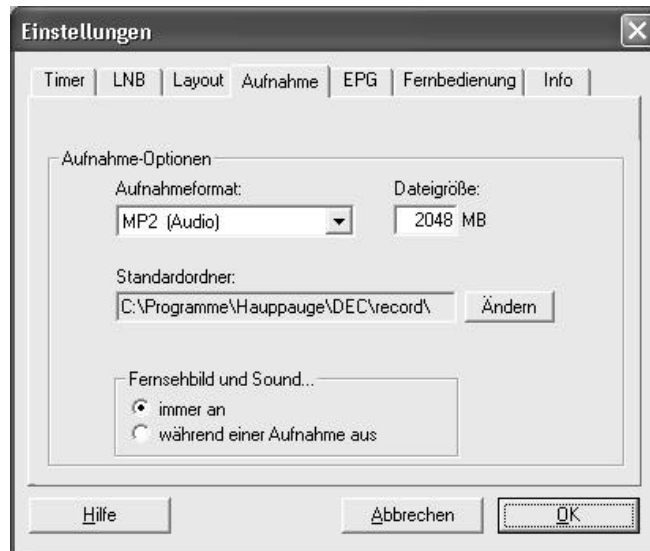 Einstellungen
Timer LNB Layout Aufnahme EPG Fernbedienung Info
Aufnahme-Optionen
Aufnahmeformat: Dateigröße:
MP2 (Audio) 2048 MB
Standardordner:
C:\Programme\Hauppauge\DEC\record\ Ändern
Fernsehbild und Sound...
immer an
während einer Aufnahme aus
Hilfe Abbrechen OK